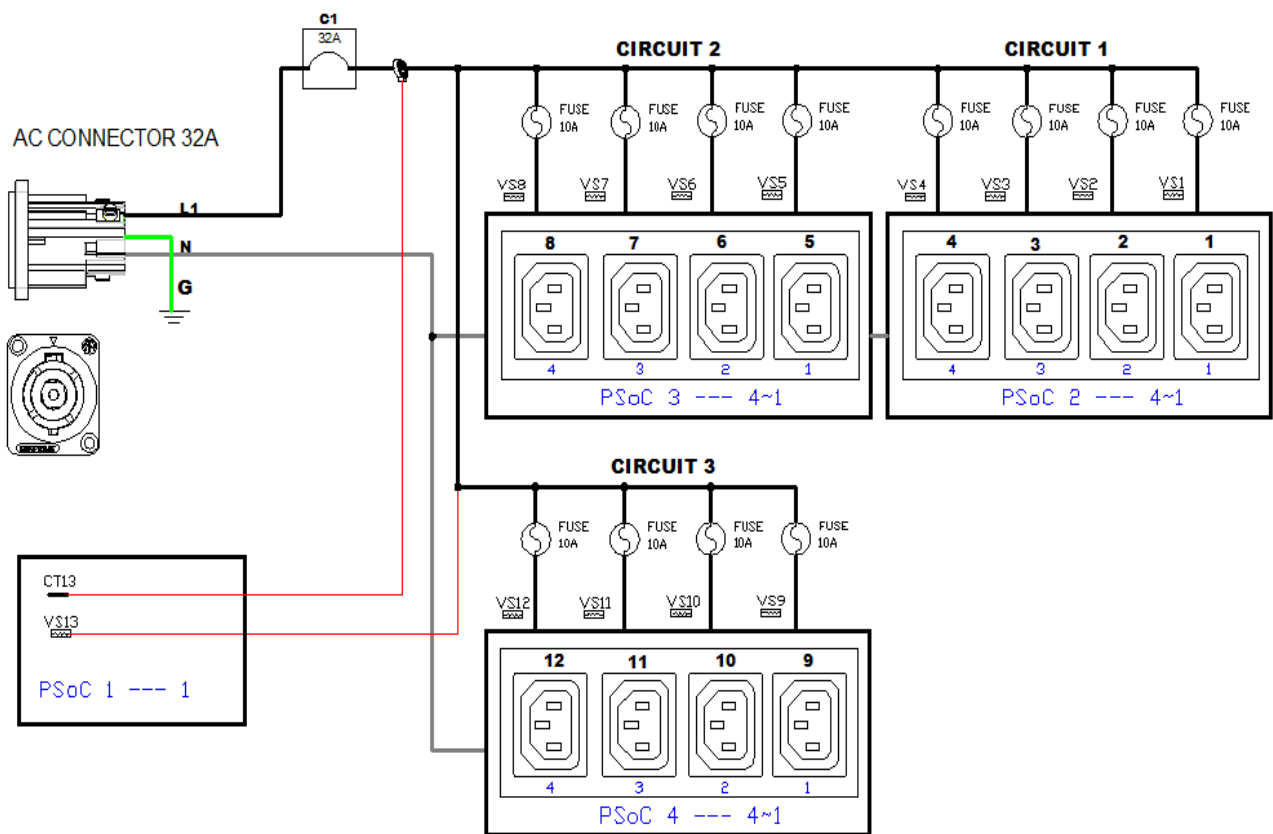 C1
32A
CIRCUIT 2
CIRCUIT 1
FUSE 10A
FUSE 10A
FUSE 10A
FUSE 10A
FUSE 10A
FUSE 10A
FUSE 10A
FUSE 10A
AC CONNECTOR 32A
L1
N
G
VS8 VS7 VS6 VS5 VS4 VS3 VS2 VS1
8 7 6 5 4 3 2 1
4 3 2 1 4 3 2 1
PSoC 3 --- 4~1
PSoC 2 --- 4~1
CIRCUIT 3
FUSE 10A
FUSE 10A
FUSE 10A
FUSE 10A
CT13
VS13
PSoC 1 --- 1
VS12 VS11 VS10 VS9
12 11 10 9
4 3 2 1
PSoC 4 --- 4~1